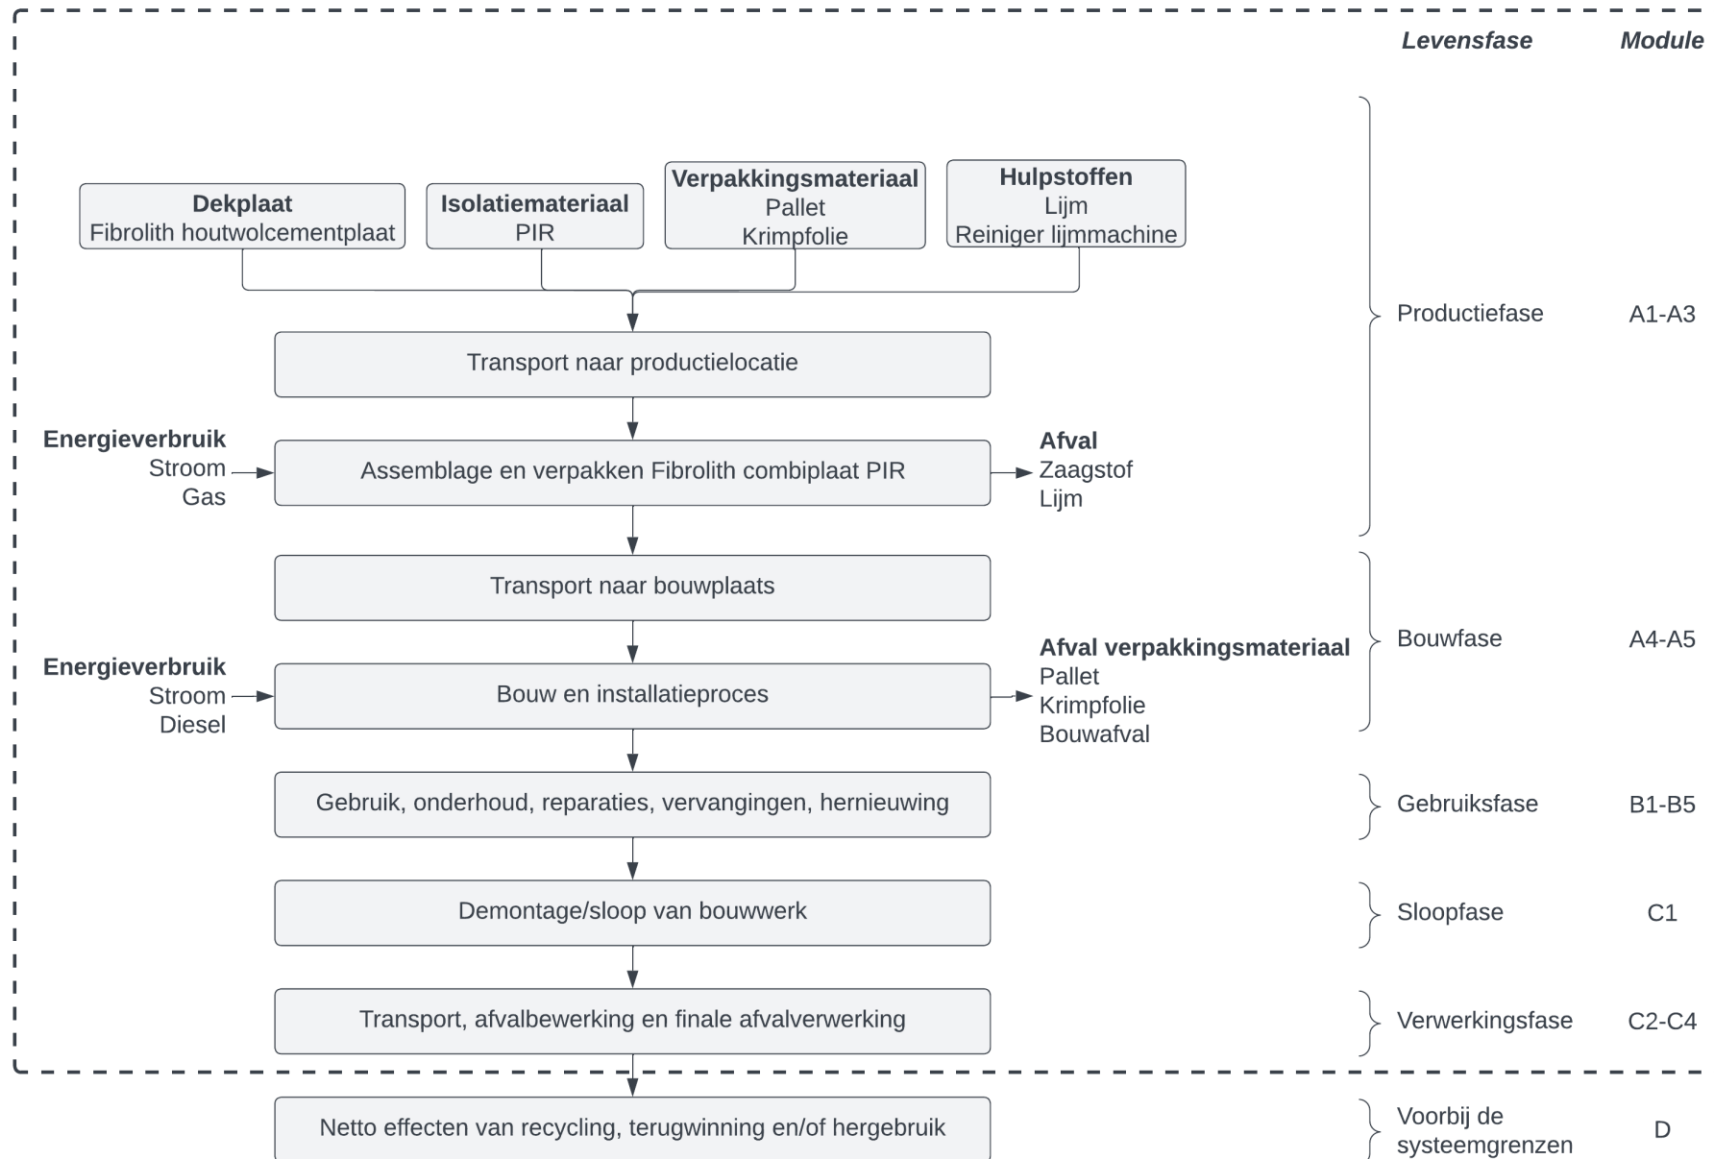 Levensfase Module
Dekplaat
Fibrolith houtwolcementplaat
Isolatiemateriaal
PIR
Verpakkingsmateriaal
Pallet
Krimpfolie
Hulpstoffen
Lijm
Reiniger lijmmachine
Transport naar productielocatie
Productiefase A1-A3
Energieverbruik
Stroom
Gas
Assemblage en verpakken Fibrolith combiplaat PIR
Afval
Zaagstof
Lijm
Transport naar bouwplaats
Bouwfase A4-A5
Energieverbruik
Stroom
Diesel
Bouw en installatieproces
Afval verpakkingsmateriaal
Pallet
Krimpfolie
Bouwafval
Gebruik, onderhoud, reparaties, vervangingen, hernieuwing
Gebruiksfase B1-B5
Demontage/sloop van bouwwerk
Sloopfase C1
Transport, afvalbewerking en finale afvalverwerking
Verwerkingsfase C2-C4
Netto effecten van recycling, terugwinning en/of hergebruik
Voorbij de
systeemgrenzen
D